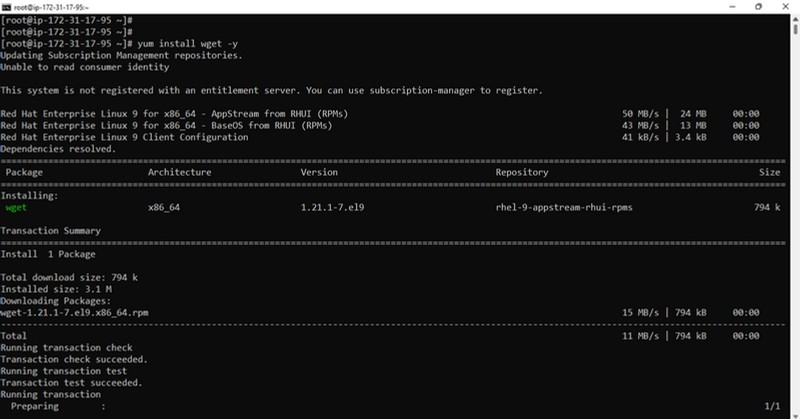 root@ip-172-31-17-95:~
[root@ip-172-31-17-95 ~]#
[root@ip-172-31-17-95 ~]#
[root@ip-172-31-17-95 ~]# yum install wget -y
Updating Subscription Management repositories.
Unable to read consumer identity
This system is not registered with an entitlement server. You can use subscription-manager to register.
Red Hat Enterprise Linux 9 for x86_64 - AppStream from RHUI (RPMs) 50 MB/s | 24 MB 00:00
Red Hat Enterprise Linux 9 for x86_64 - BaseOS from RHUI (RPMs) 43 MB/s | 13 MB 00:00
Red Hat Enterprise Linux 9 Client Configuration 41 kB/s | 3.4 kB 00:00
Dependencies resolved.
================================================================================
Package Architecture Version Repository Size
================================================================================
Installing:
wget x86_64 1.21.1-7.el9 rhel-9-appstream-rhui-rpms 794 k
Transaction Summary
================================================================================
Install 1 Package
Total download size: 794 k
Installed size: 3.1 M
Downloading Packages:
wget-1.21.1-7.el9.x86_64.rpm 15 MB/s | 794 kB 00:00
--------------------------------------------------------------------------------
Total 11 MB/s | 794 kB 00:00
Running transaction check
Transaction check succeeded.
Running transaction test
Transaction test succeeded.
Running transaction
Preparing : 1/1